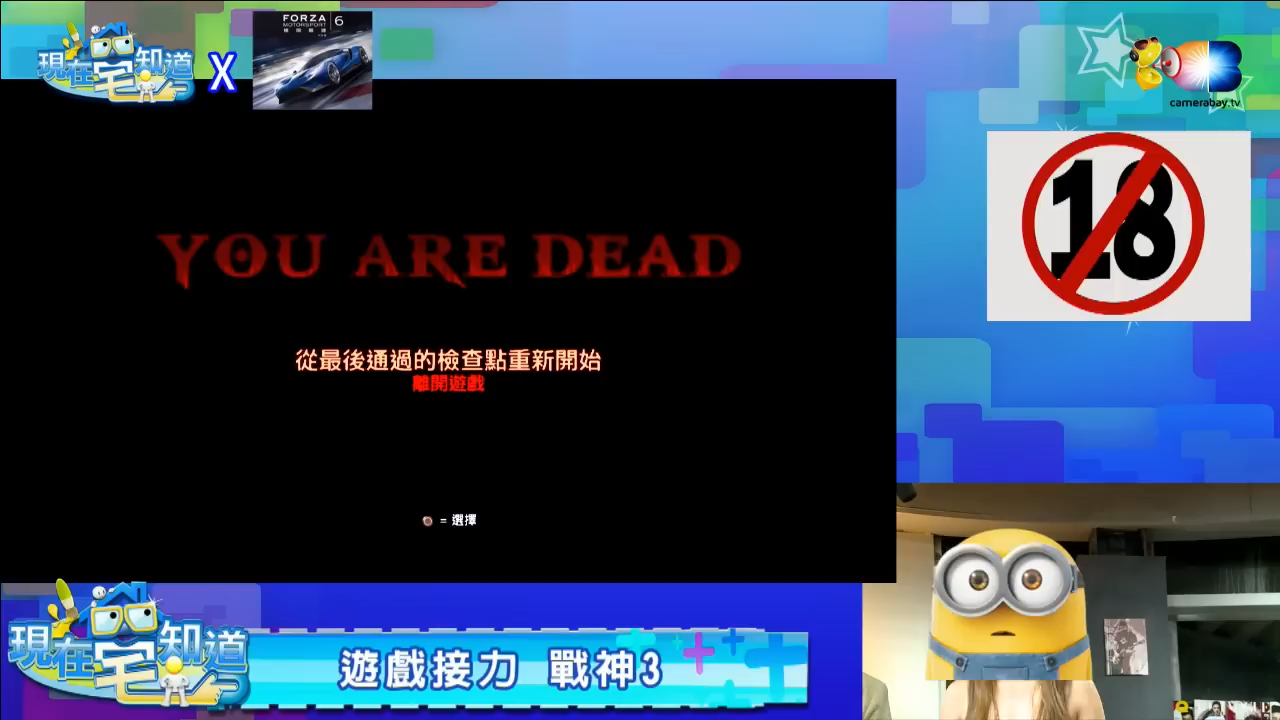 現在宅知道
X
FORZA
MOTORSPORT 6
camerabay.tv
18
YOU ARE DEAD
從最後通過的檢查點重新開始
離開遊戲
= 選擇
現在宅知道
遊戲接力 戰神3